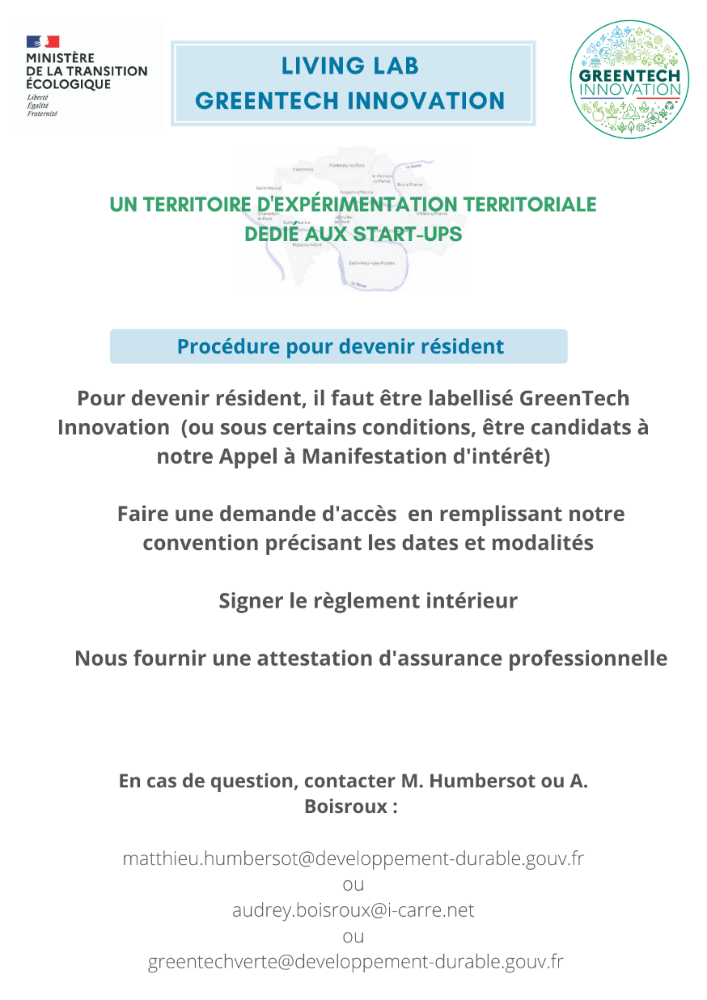 MINISTÈRE
DE LA TRANSITION
ÉCOLOGIQUE
Liberté
Égalité
Fraternité
LIVING LAB
GREENTECH INNOVATION
GREENTECH
INNOVATION
Vincennes
Fontenay-ss/Bois
La Marne
le Perreux
s/Marne
Bry-s/Marne
Saint-Mandé
Nogent-s/Marne
UN TERRITOIRE D'EXPÉRIMENTATION TERRITORIALE
Charenton-
le-Pont
Joinville-
le-Pont
Villiers s/Marne
Saint-Maurice
DEDIÉ AUX START-UPS
Maisons-Alfort
Saint-Maur-des-Fossés
La Marne
Procédure pour devenir résident
Pour devenir résident, il faut être labellisé GreenTech
Innovation (ou sous certains conditions, être candidats à
notre Appel à Manifestation d'intérêt)
Faire une demande d'accès en remplissant notre
convention précisant les dates et modalités
Signer le règlement intérieur
Nous fournir une attestation d'assurance professionnelle
En cas de question, contacter M. Humbersot ou A.
Boisroux :
matthieu.humbersot@developpement-durable.gouv.fr
ou
audrey.boisroux@i-carre.net
ou
greentechverte@developpement-durable.gouv.fr